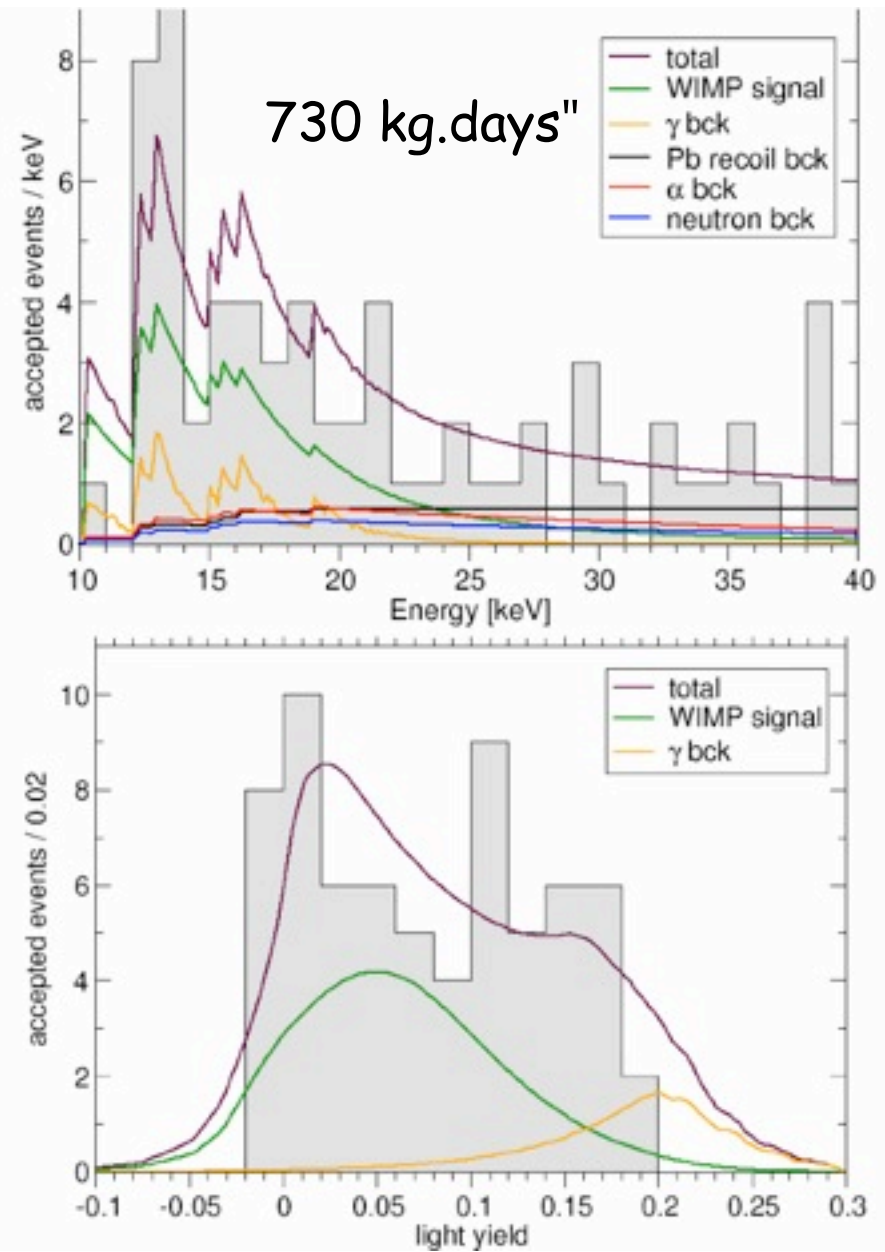 730 kg.days"
total
WIMP signal
γ bck
Pb recoil bck
α bck
neutron bck
accepted events / keV
8
6
4
2
0
10 15 20 25 30 35 40
Energy [keV]
total
WIMP signal
γ bck
accepted events / 0.02
10
8
6
4
2
0
-0.1 -0.05 0 0.05 0.1 0.15 0.2 0.25 0.3
light yield